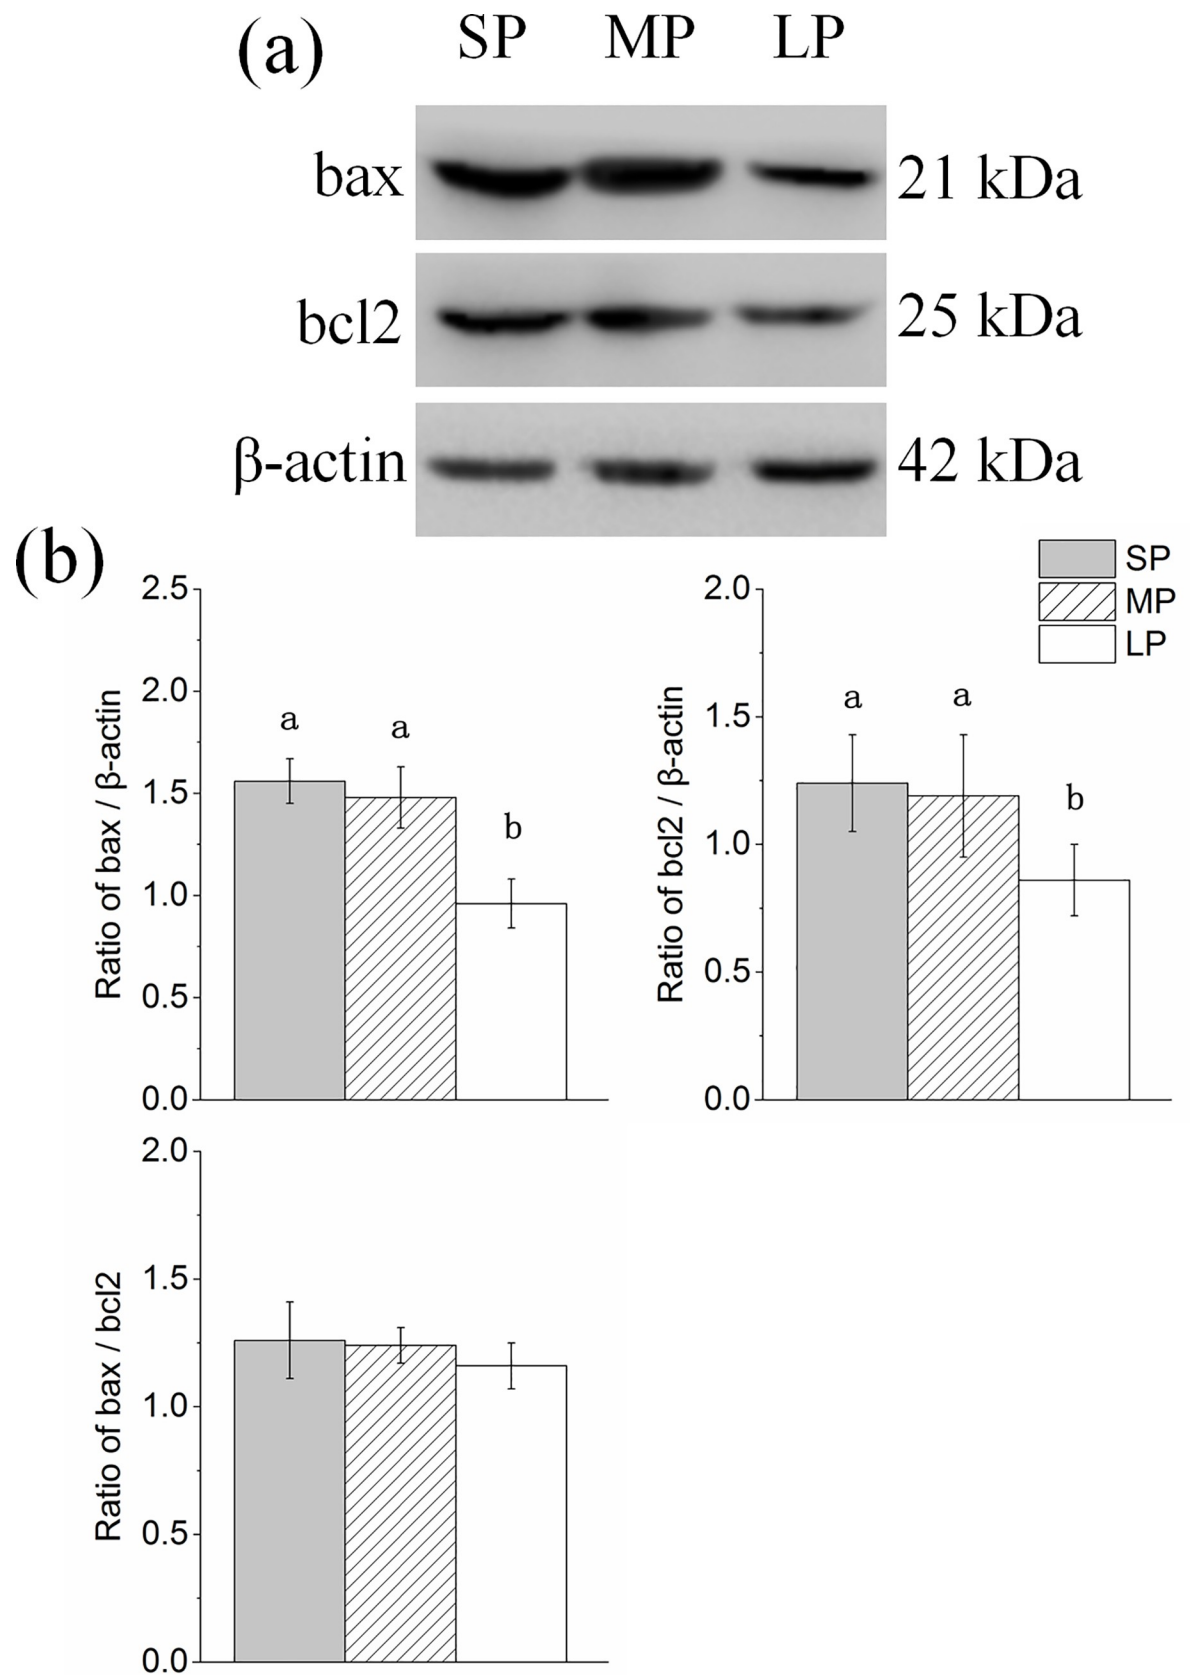 (a) SP MP LP
bax 21 kDa
bcl2 25 kDa
β-actin 42 kDa
(b)
SP
MP
LP
Ratio of bax / β-actin
2.5
2.0
1.5
1.0
0.5
0.0
a a b
Ratio of bcl2 / β-actin
2.0
1.5
1.0
0.5
0.0
a a b
Ratio of bax / bcl2
2.0
1.5
1.0
0.5
0.0